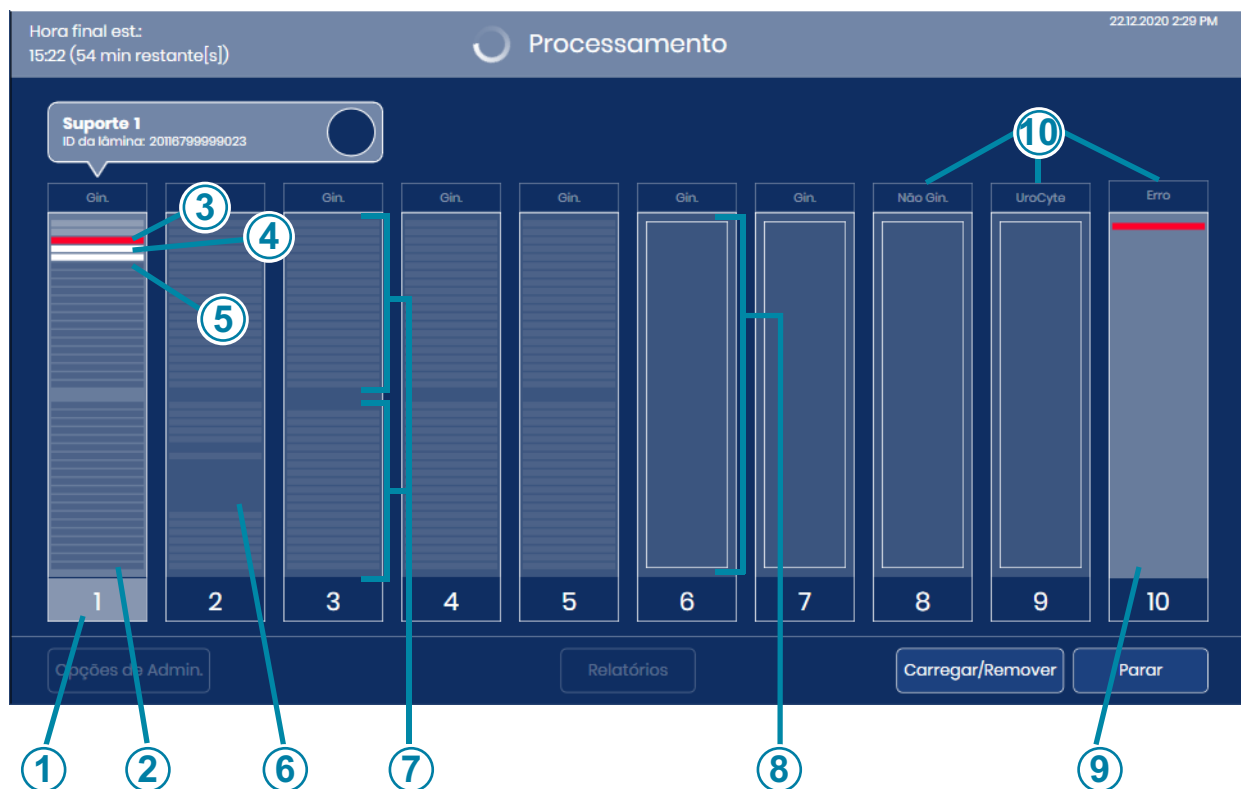 Hora final est.:
15:22 (54 min restante[s])
Processamento
22.12.2020 2:29 PM
Suporte 1
ID da lâmina: 20116799999023
10
Gin.
Gin.
Gin.
Gin.
Gin.
Gin.
Não Gin.
UroCyte
Erro
3
4
5
1
2
3
4
5
6
7
8
9
10
Opções de Admin.
Relatórios
Carregar/Remover
Parar
1
2
6
7
8
9